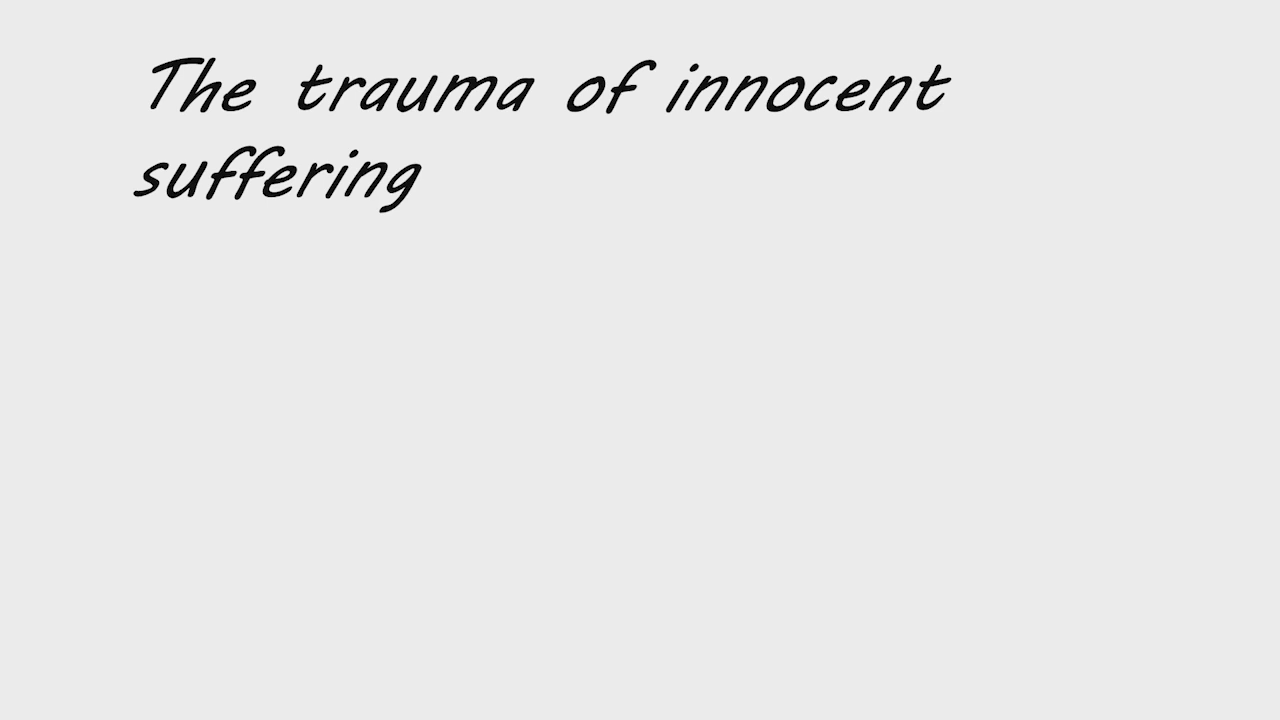 The trauma of innocent
suffering